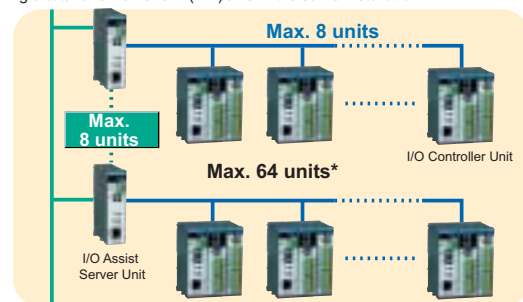 Max. 8 units
Max.
8 units
I/O Controller Unit
Max. 64 units*
I/O Assist
Server Unit